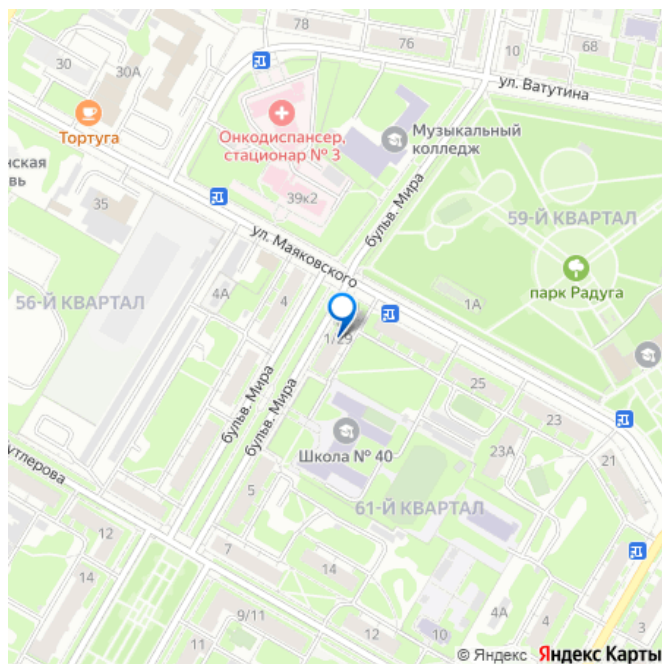 78
76
10
68
30
30А
ул. Ватутина
Тортуга
Онкодиспансер,
стационар № 3
Музыкальный
колледж
нская
вь
35
39к2
бульв. Мира
59-Й КВАРТАЛ
ул. Маяковского
парк Радуга
56-Й КВАРТАЛ
4А
4
1А
1/29
25
бульв. Мира
бульв. Мира
23
Школа № 40
23А
21
утлерова
5
61-Й КВАРТАЛ
12
7
14
14
9/11
4А
3
11
12
10
© Яндекс Яндекс Карты